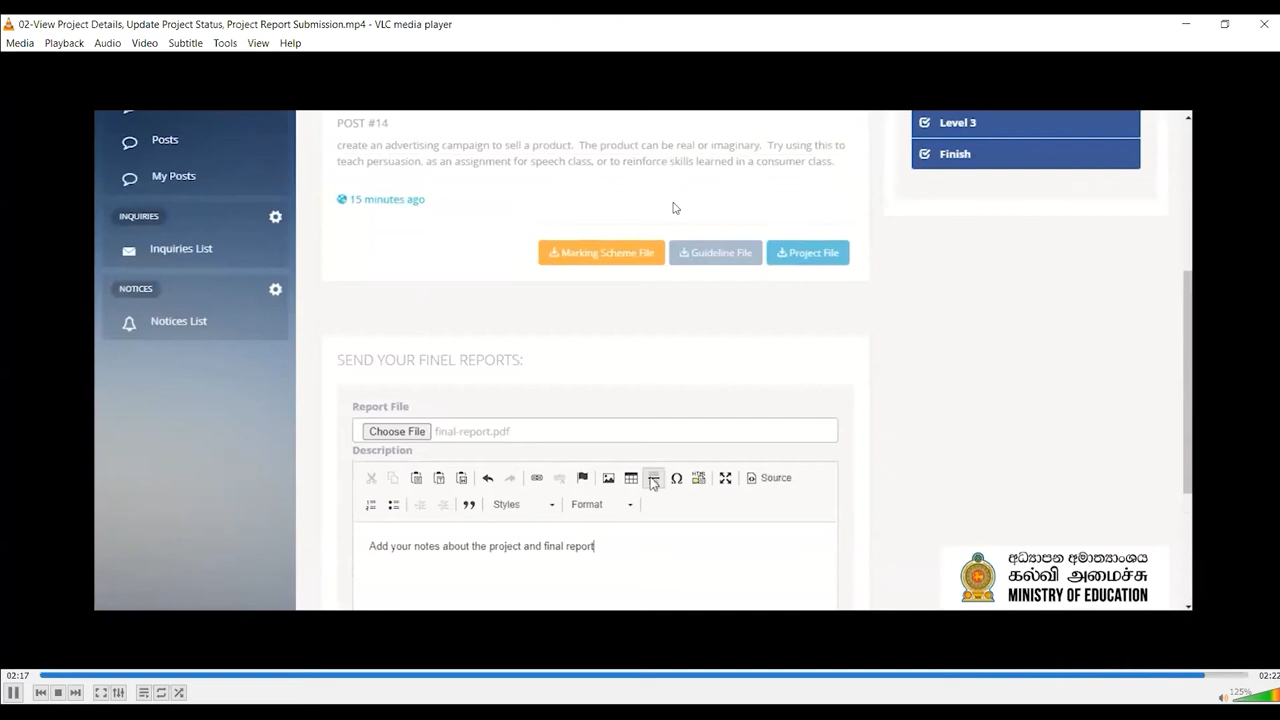 02-View Project Details, Update Project Status, Project Report Submission.mp4 - VLC media player
Media Playback Audio Video Subtitle Tools View Help
Posts
My Posts
INQUIRIES
Inquiries List
NOTICES
Notices List
POST #14
create an advertising campaign to sell a product. The product can be real or imaginary. Try using this to
teach persuasion, as an assignment for speech class, or to reinforce skills learned in a consumer class.
15 minutes ago
Marking Scheme File Guideline File Project File
Level 3
Finish
SEND YOUR FINEL REPORTS:
Report File
Choose File final-report.pdf
Description
Source
Styles Format
Add your notes about the project and final report
අධ්‍යාපන අමාත්‍යාංශය
கல்வி அமைச்சு
MINISTRY OF EDUCATION
02:17 02:22
125%